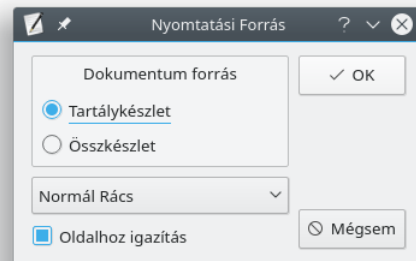 Nyomtatási Forrás
Dokumentum forrás
OK
Tartálykészlet
Összkészlet
Normál Rács
Oldalhoz igazítás
Mégsem